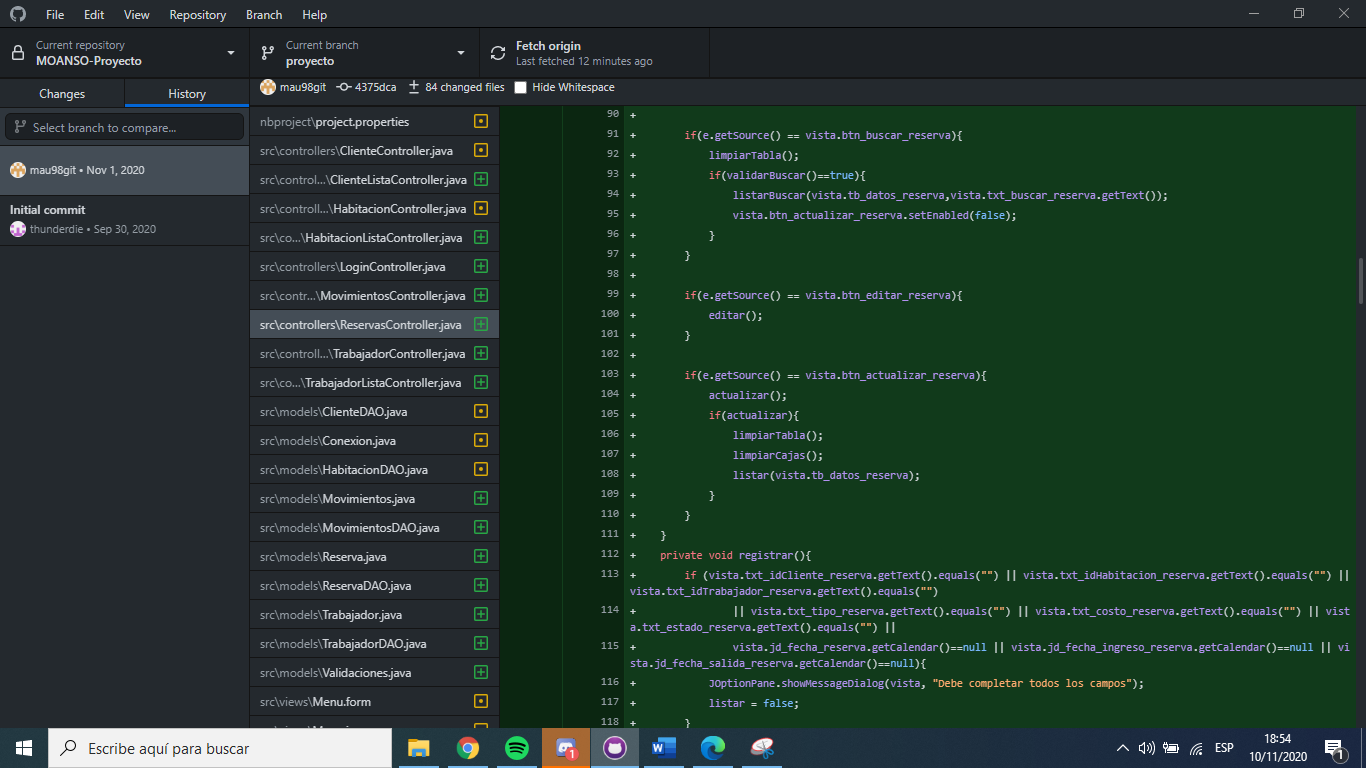 File Edit View Repository Branch Help
Current repository
MOANSO-Proyecto
Current branch
proyecto
Fetch origin
Last fetched 12 minutes ago
Changes History
mau98git 4375dca 84 changed files Hide Whitespace
Select branch to compare...
mau98git • Nov 1, 2020
Initial commit
thunderdie • Sep 30, 2020
nbproject\project.properties
src\controllers\ClienteController.java
src\control...\ClienteListaController.java
src\controll...\HabitacionController.java
src\co...\HabitacionListaController.java
src\controllers\LoginController.java
src\contr...\MovimientosController.java
src\controllers\ReservasController.java
src\controll...\TrabajadorController.java
src\co...\TrabajadorListaController.java
src\models\ClienteDAO.java
src\models\Conexion.java
src\models\HabitacionDAO.java
src\models\Movimientos.java
src\models\MovimientosDAO.java
src\models\Reserva.java
src\models\ReservaDAO.java
src\models\Trabajador.java
src\models\TrabajadorDAO.java
src\models\Validaciones.java
src\views\Menu.form
90 +
91 + if(e.getSource() == vista.btn_buscar_reserva){
92 + limpiarTabla();
93 + if(validarBuscar()==true){
94 + listarBuscar(vista.tb_datos_reserva,vista.txt_buscar_reserva.getText());
95 + vista.btn_actualizar_reserva.setEnabled(false);
96 + }
97 + }
98 +
99 + if(e.getSource() == vista.btn_editar_reserva){
100 + editar();
101 + }
102 +
103 + if(e.getSource() == vista.btn_actualizar_reserva){
104 + actualizar();
105 + if(actualizar){
106 + limpiarTabla();
107 + limpiarCajas();
108 + listar(vista.tb_datos_reserva);
109 + }
110 + }
111 + }
112 + private void registrar(){
113 + if (vista.txt_idCliente_reserva.getText().equals("") || vista.txt_idHabitacion_reserva.getText().equals("") ||
vista.txt_idTrabajador_reserva.getText().equals("")
114 + || vista.txt_tipo_reserva.getText().equals("") || vista.txt_costo_reserva.getText().equals("") || vist
a.txt_estado_reserva.getText().equals("") ||
115 + vista.jd_fecha_reserva.getCalendar()==null || vista.jd_fecha_ingreso_reserva.getCalendar()==null || vi
sta.jd_fecha_salida_reserva.getCalendar()==null){
116 + JOptionPane.showMessageDialog(vista, "Debe completar todos los campos");
117 + listar = false;
118 + }
Escribe aquí para buscar
1
ESP
18:54
10/11/2020
1